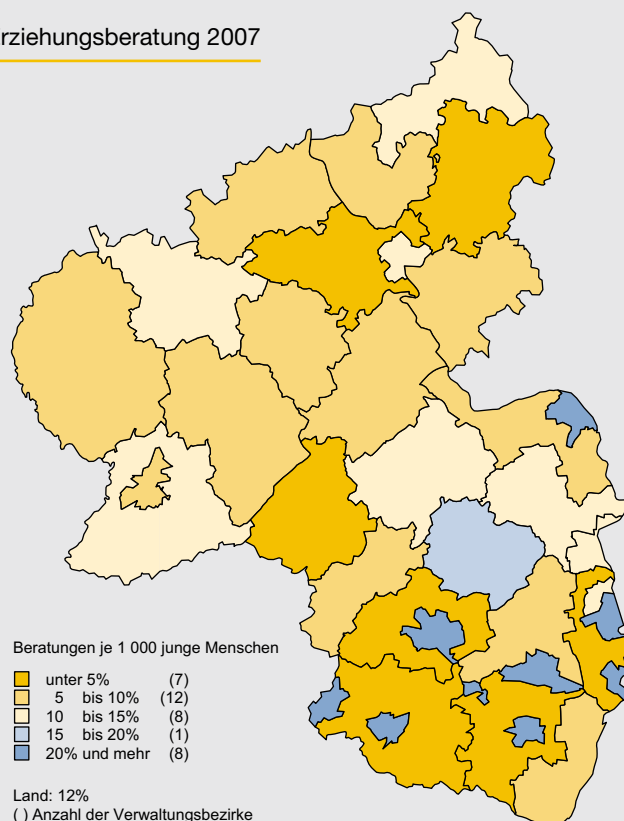 rziehungsberatung 2007
Beratungen je 1 000 junge Menschen
unter 5% (7)
5 bis 10% (12)
10 bis 15% (8)
15 bis 20% (1)
20% und mehr (8)
Land: 12%
( ) Anzahl der Verwaltungsbezirke